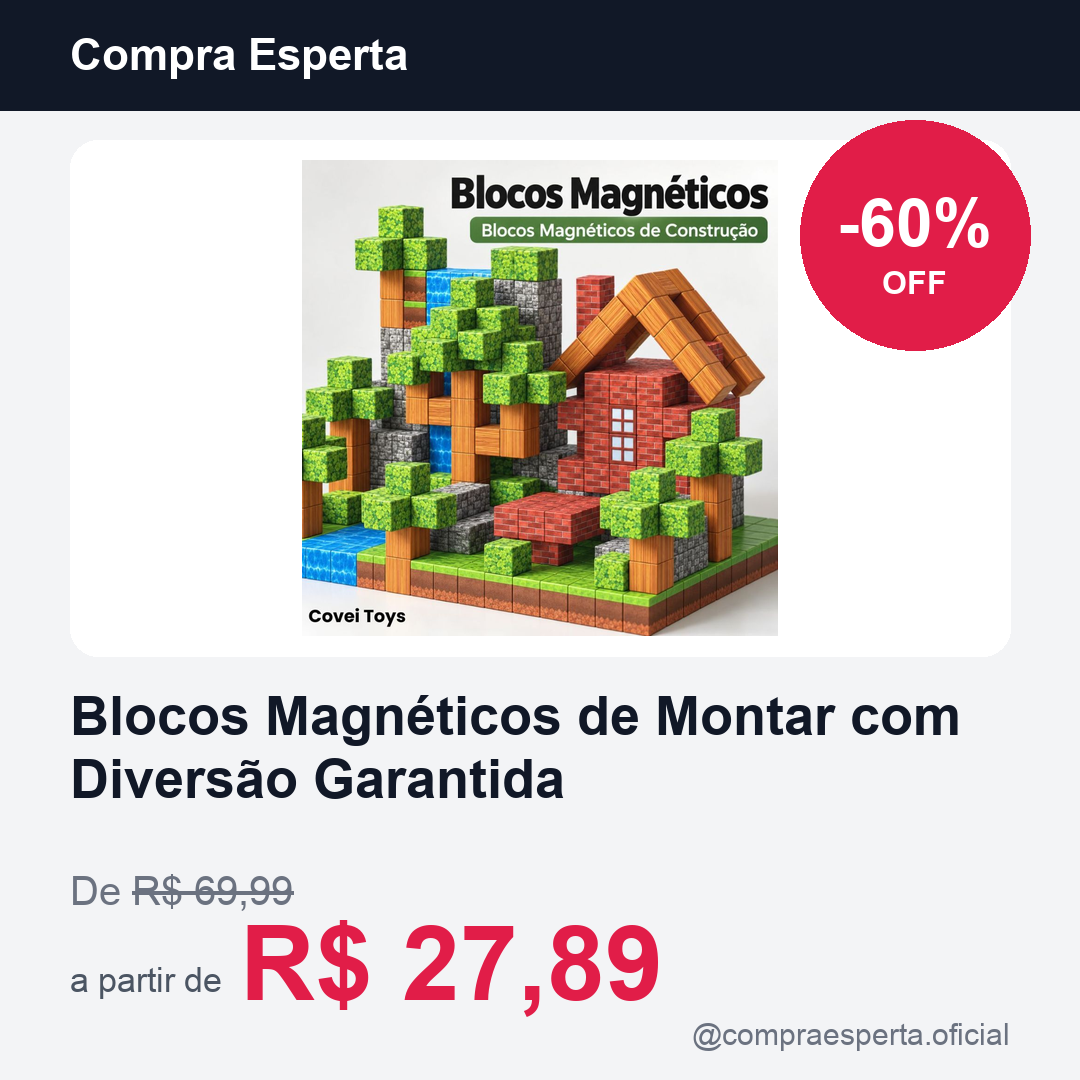 Compra Esperta
-60%
OFF
Blocos Magnéticos
Blocos Magnéticos de Construção
Covei Toys
Blocos Magnéticos de Montar com
Diversão Garantida
De R$ 69,99
a partir de R$ 27,89
@compraesperta.oficial